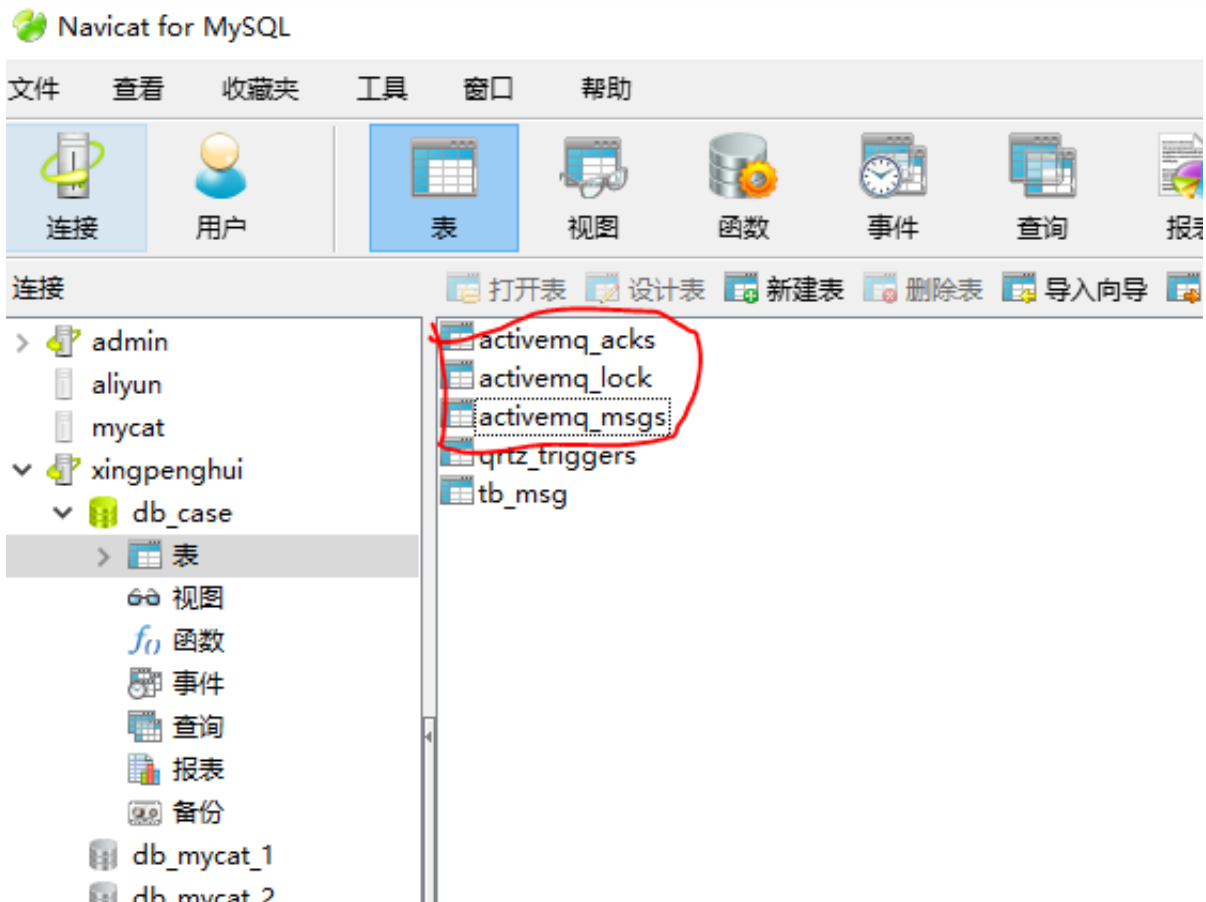 Navicat for MySQL
文件 查看 收藏夹 工具 窗口 帮助
连接 用户 表 视图 函数 事件 查询 报表
连接 打开表 设计表 新建表 删除表 导入向导
admin
aliyun
mycat
xingpenghui
db_case
表
视图
函数
事件
查询
报表
备份
db_mycat_1
db_mycat_2
activemq_acks
activemq_lock
activemq_msgs
qrtz_triggers
tb_msg